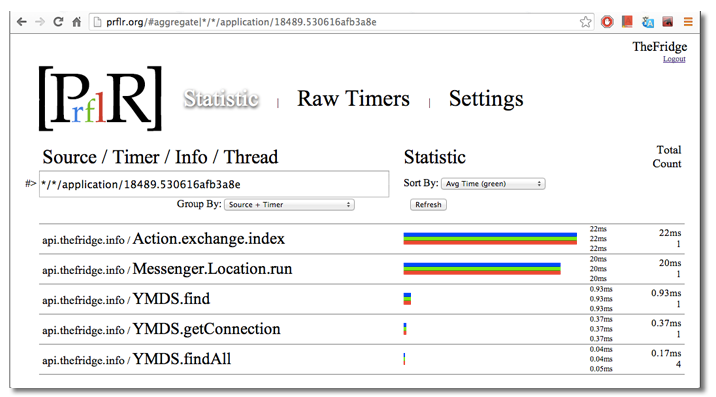 prflr.org/#aggregate|*/*/application/18489.530616afb3a8e
TheFridge
Logout
[PrflR]
Statistic | Raw Timers | Settings
Source / Timer / Info / Thread
Statistic
Total
Count
#> */*/application/18489.530616afb3a8e
Sort By: Avg Time (green)
Group By: Source + Timer
Refresh
api.thefridge.info / Action.exchange.index
22ms
22ms
22ms
22ms
1
api.thefridge.info / Messenger.Location.run
20ms
20ms
20ms
20ms
1
api.thefridge.info / YMDS.find
0.93ms
0.93ms
0.93ms
0.93ms
1
api.thefridge.info / YMDS.getConnection
0.37ms
0.37ms
0.37ms
0.37ms
1
api.thefridge.info / YMDS.findAll
0.04ms
0.04ms
0.05ms
0.17ms
4